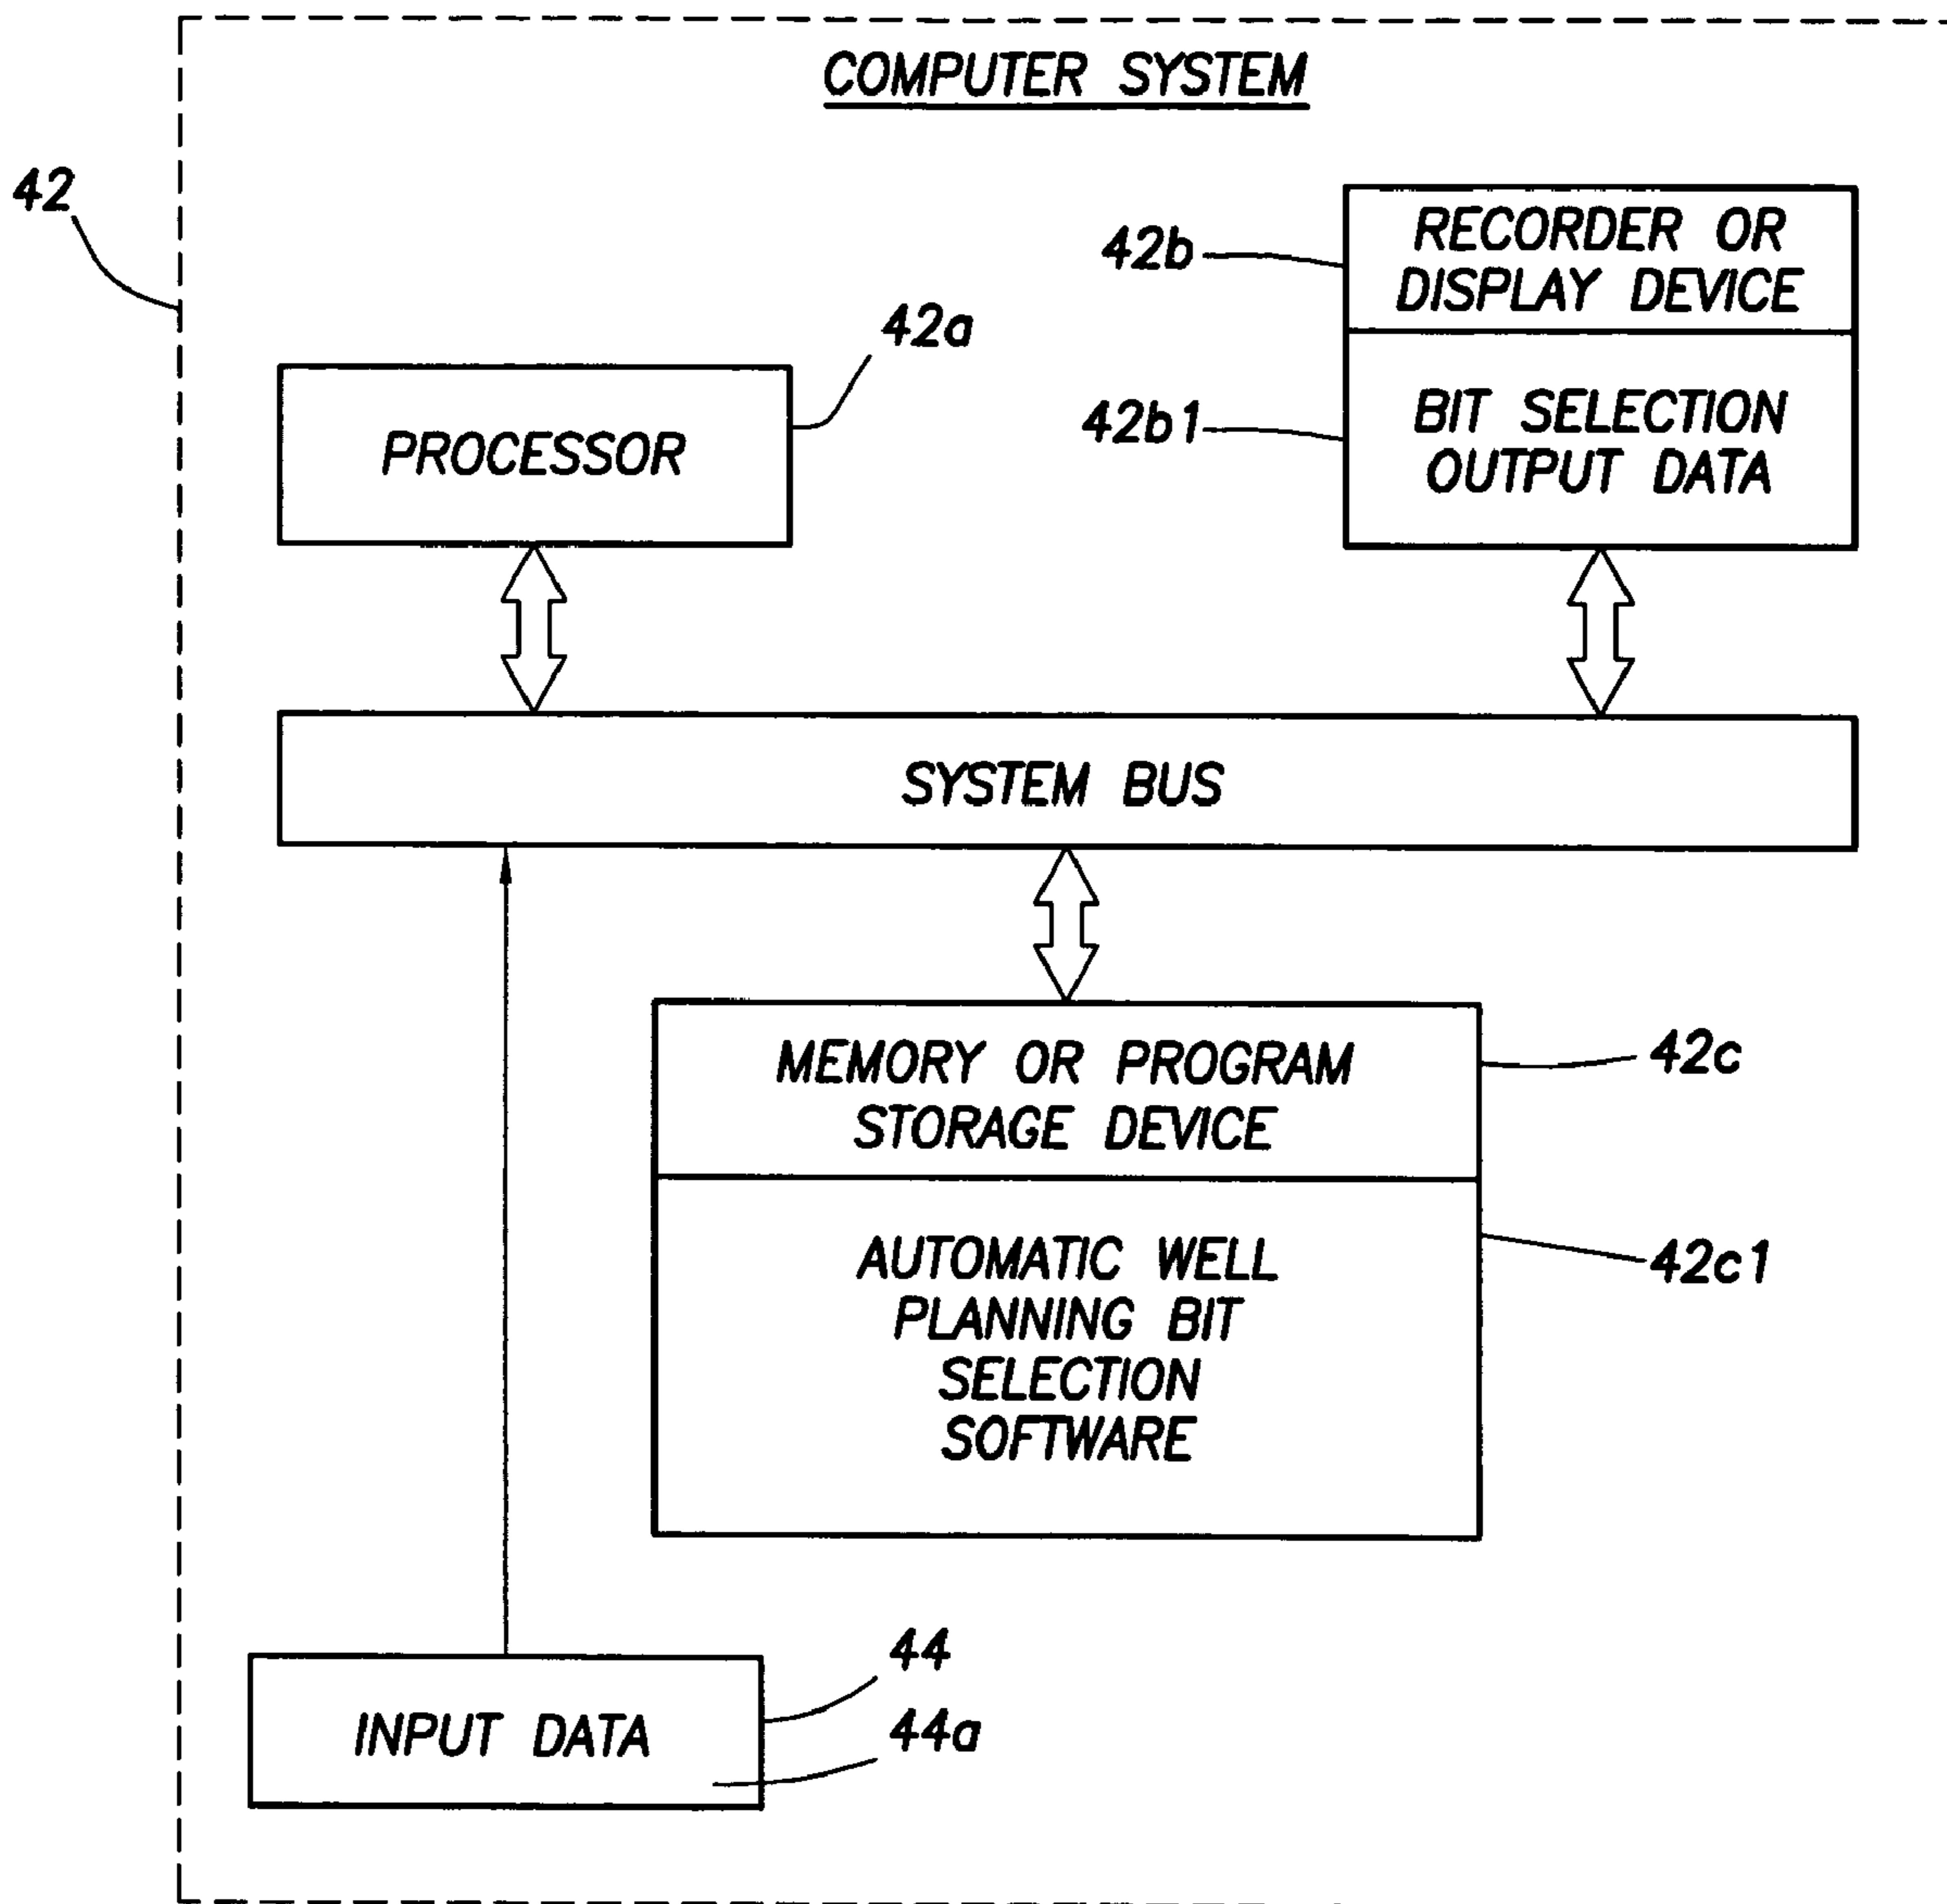 COMPUTER SYSTEM
42
42b
RECORDER OR
DISPLAY DEVICE
42a
42b1
BIT SELECTION
OUTPUT DATA
PROCESSOR
SYSTEM BUS
MEMORY OR PROGRAM
STORAGE DEVICE
42c
AUTOMATIC WELL
PLANNING BIT
SELECTION
SOFTWARE
42c1
44
INPUT DATA
44a